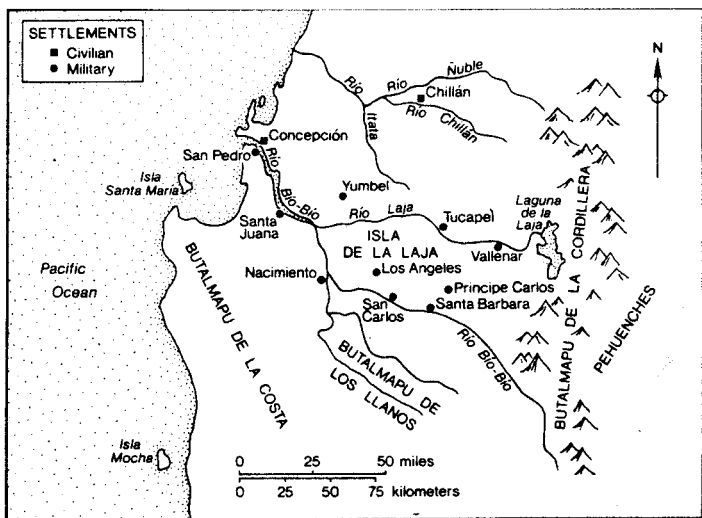 SETTLEMENTS
Civilian
Military
N
Río
Itata
Río Ñuble
Chillán
Río Chillán
Concepción
San Pedro
Río Bío-Bío
Isla
Santa María
Yumbel
Río Laja
Tucapel
Laguna
de la
Laja
Santa
Juana
ISLA
DE LA LAJA
Vallenar
Los Angeles
Pacific
Ocean
Nacimiento
Principe Carlos
San
Carlos
Santa Barbara
Río Bío-Bío
BUTALMAPU DE LA COSTA
BUTALMAPU DE
LOS LLANOS
BUTALMAPU DE LA CORDILLERA
PEHUENCHES
Isla
Mocha
0 25 50 miles
0 25 50 75 kilometers